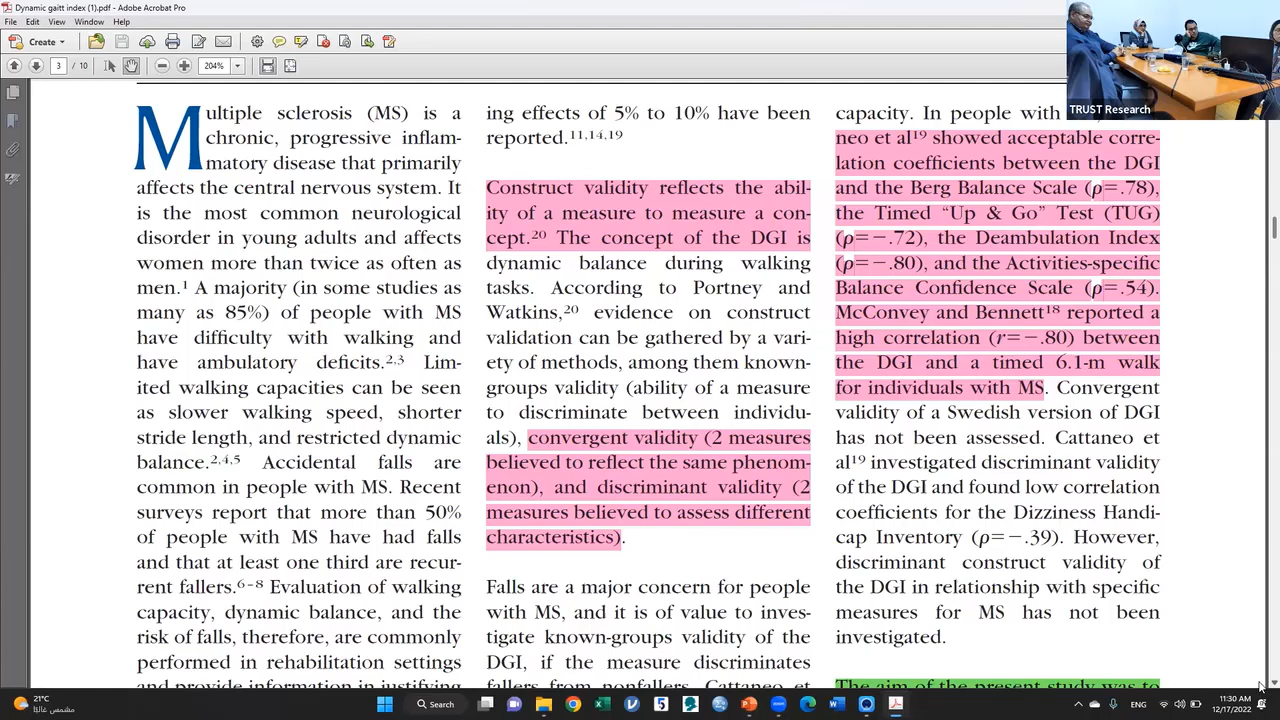 Dynamic gaitt index (1).pdf - Adobe Acrobat Pro
File Edit View Window Help
Create
3 / 10
204%
TRUST Research
Multiple sclerosis (MS) is a
chronic, progressive inflam-
matory disease that primarily
affects the central nervous system. It
is the most common neurological
disorder in young adults and affects
women more than twice as often as
men.1 A majority (in some studies as
many as 85%) of people with MS
have difficulty with walking and
have ambulatory deficits.2,3 Lim-
ited walking capacities can be seen
as slower walking speed, shorter
stride length, and restricted dynamic
balance.2,4,5 Accidental falls are
common in people with MS. Recent
surveys report that more than 50%
of people with MS have had falls
and that at least one third are recur-
rent fallers.6–8 Evaluation of walking
capacity, dynamic balance, and the
risk of falls, therefore, are commonly
performed in rehabilitation settings
and provide information in justifying
ing effects of 5% to 10% have been
reported.11,14,19
Construct validity reflects the abil-
ity of a measure to measure a con-
cept.20 The concept of the DGI is
dynamic balance during walking
tasks. According to Portney and
Watkins,20 evidence on construct
validation can be gathered by a vari-
ety of methods, among them known-
groups validity (ability of a measure
to discriminate between individu-
als), convergent validity (2 measures
believed to reflect the same phenom-
enon), and discriminant validity (2
measures believed to assess different
characteristics).
Falls are a major concern for people
with MS, and it is of value to inves-
tigate known-groups validity of the
DGI, if the measure discriminates
fallers from nonfallers. Cattaneo et
capacity. In people with
neo et al19 showed acceptable corre-
lation coefficients between the DGI
and the Berg Balance Scale (ρ=.78),
the Timed “Up & Go” Test (TUG)
(ρ=−.72), the Deambulation Index
(ρ=−.80), and the Activities-specific
Balance Confidence Scale (ρ=.54).
McConvey and Bennett18 reported a
high correlation (r=−.80) between
the DGI and a timed 6.1-m walk
for individuals with MS. Convergent
validity of a Swedish version of DGI
has not been assessed. Cattaneo et
al19 investigated discriminant validity
of the DGI and found low correlation
coefficients for the Dizziness Handi-
cap Inventory (ρ=−.39). However,
discriminant construct validity of
the DGI in relationship with specific
measures for MS has not been
investigated.
The aim of the present study was to
21°C
مشمس غالبًا
Search
ENG
11:30 AM
12/17/2022